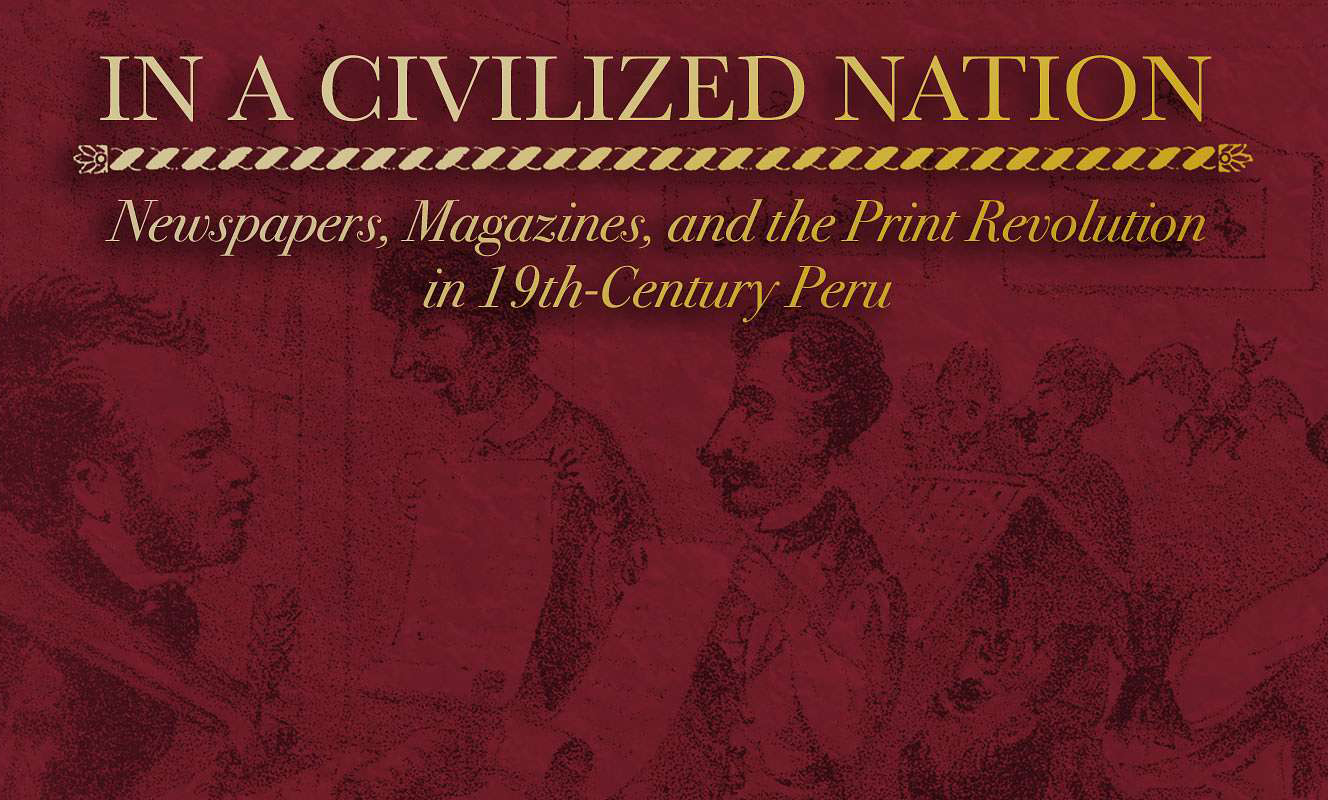 IN A CIVILIZED NATION
Newspapers, Magazines, and the Print Revolution
in 19th-Century Peru